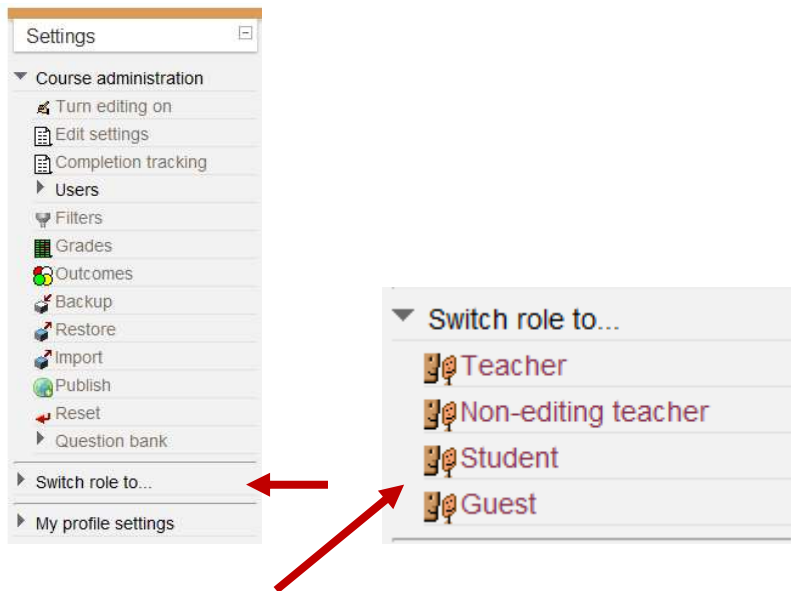 Settings
Course administration
Turn editing on
Edit settings
Completion tracking
Users
Filters
Grades
Outcomes
Backup
Restore
Import
Publish
Reset
Question bank
Switch role to...
My profile settings
Switch role to...
Teacher
Non-editing teacher
Student
Guest